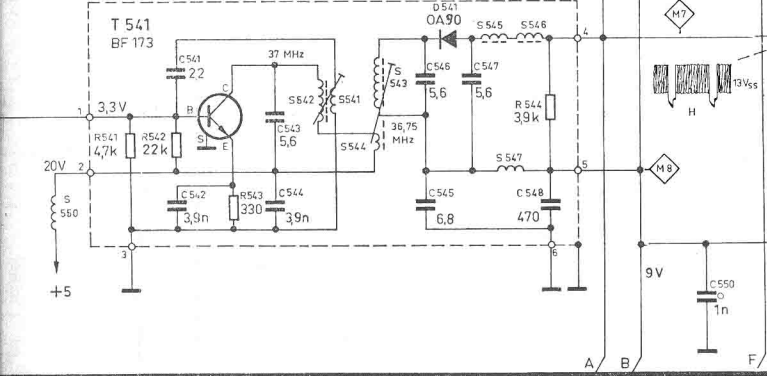 D541
OA90
T 541
BF 173
S545 S546
M7
4
C541
2,2
37 MHz
S
543
C546
5,6
C547
5,6
13Vss
H
S542
S541
1
3,3V
B
C
E
S
R541
4,7k
R542
22k
C543
5,6
S544
36,75
MHz
R544
3,9k
20V
2
S547
5
M8
S
550
C542
3,9n
R543
330
C544
3,9n
C545
6,8
C548
470
3
6
+5
9V
C550
1n
A
B
F